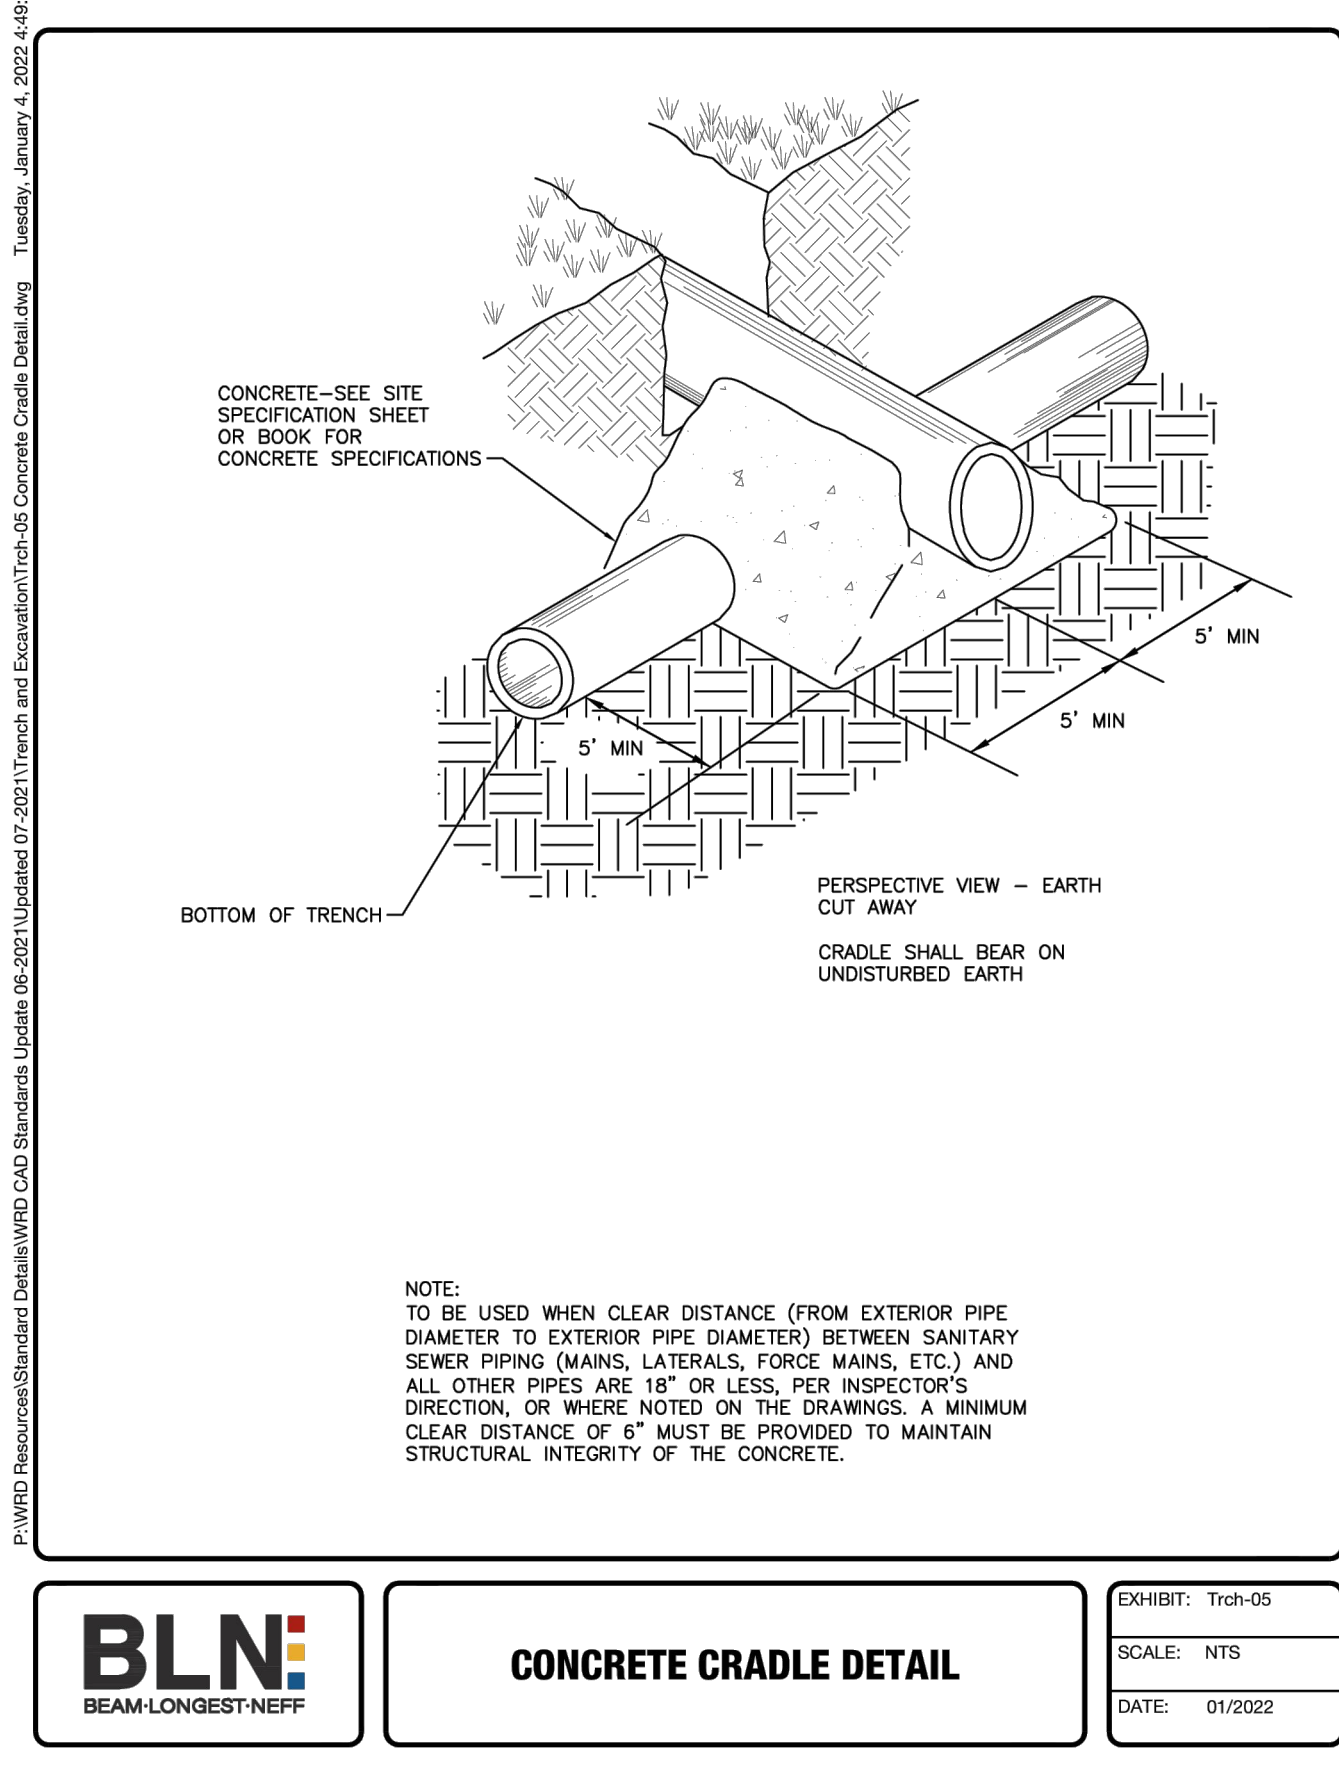 P:\WRD Resources\Standard Details\WRD CAD Standards Update 06-2021\Updated 07-2021\Trench and Excavation\Trch-05 Concrete Cradle Detail.dwg Tuesday, January 4, 2022 4:49:
CONCRETE–SEE SITE
SPECIFICATION SHEET
OR BOOK FOR
CONCRETE SPECIFICATIONS
5' MIN
5' MIN
5' MIN
BOTTOM OF TRENCH
PERSPECTIVE VIEW – EARTH
CUT AWAY
CRADLE SHALL BEAR ON
UNDISTURBED EARTH
NOTE:
TO BE USED WHEN CLEAR DISTANCE (FROM EXTERIOR PIPE
DIAMETER TO EXTERIOR PIPE DIAMETER) BETWEEN SANITARY
SEWER PIPING (MAINS, LATERALS, FORCE MAINS, ETC.) AND
ALL OTHER PIPES ARE 18" OR LESS, PER INSPECTOR'S
DIRECTION, OR WHERE NOTED ON THE DRAWINGS. A MINIMUM
CLEAR DISTANCE OF 6" MUST BE PROVIDED TO MAINTAIN
STRUCTURAL INTEGRITY OF THE CONCRETE.
BLN
BEAM·LONGEST·NEFF
CONCRETE CRADLE DETAIL
EXHIBIT: Trch-05
SCALE: NTS
DATE: 01/2022